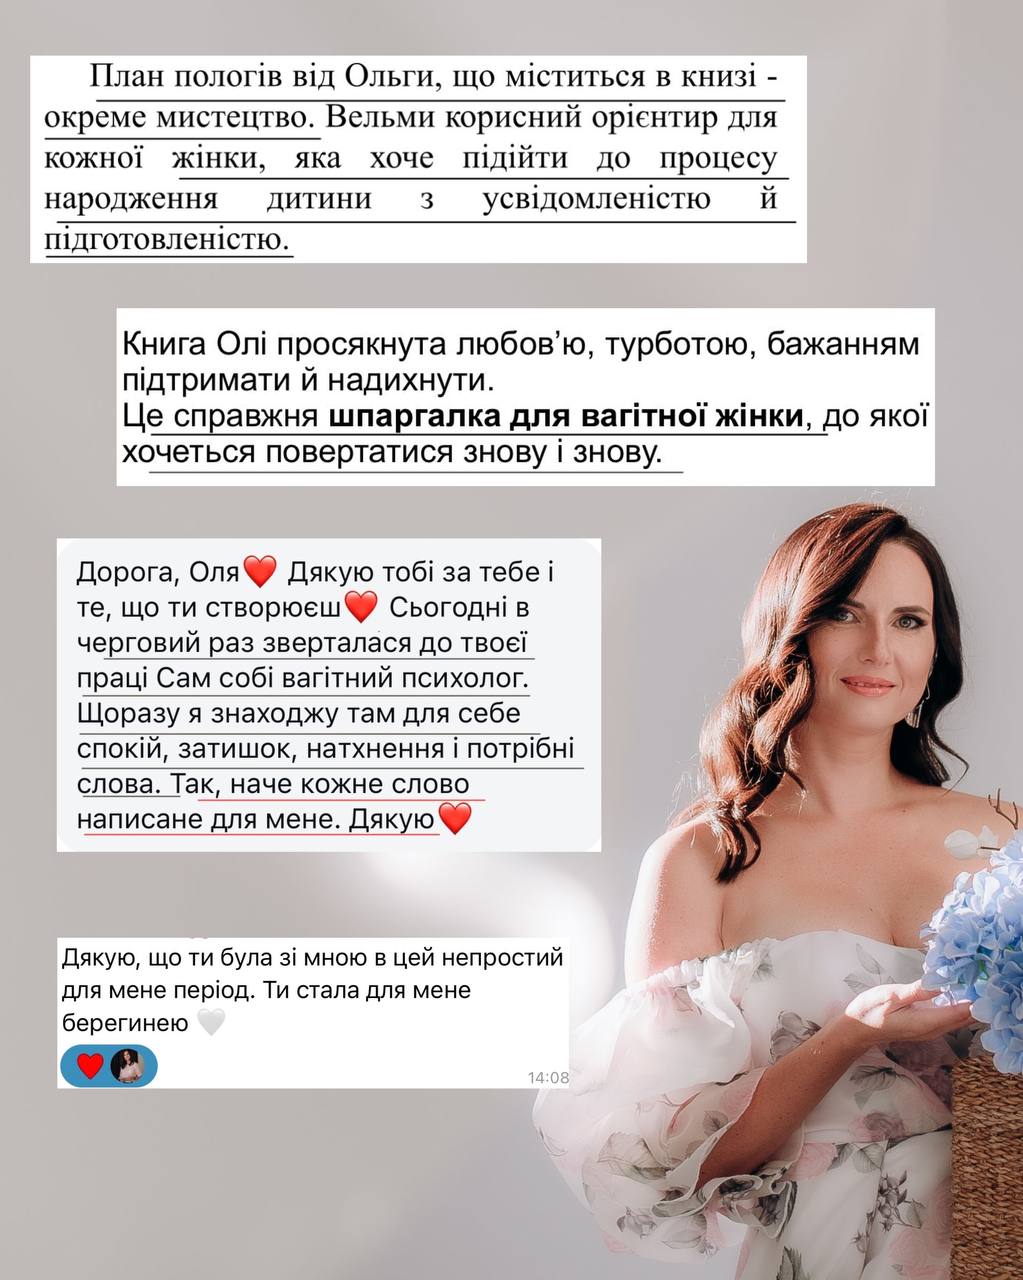 План пологів від Ольги, що міститься в книзі -
окреме мистецтво. Вельми корисний орієнтир для
кожної жінки, яка хоче підійти до процесу
народження дитини з усвідомленістю й
підготовленістю.
Книга Олі просякнута любов’ю, турботою, бажанням
підтримати й надихнути.
Це справжня шпаргалка для вагітної жінки, до якої
хочеться повертатися знову і знову.
Дорога, Оля❤️ Дякую тобі за тебе і
те, що ти створюєш❤️ Сьогодні в
черговий раз зверталася до твоєї
праці Сам собі вагітний психолог.
Щоразу я знаходжу там для себе
спокій, затишок, натхнення і потрібні
слова. Так, наче кожне слово
написане для мене. Дякую❤️
Дякую, що ти була зі мною в цей непростий
для мене період. Ти стала для мене
берегинею 🤍
14:08